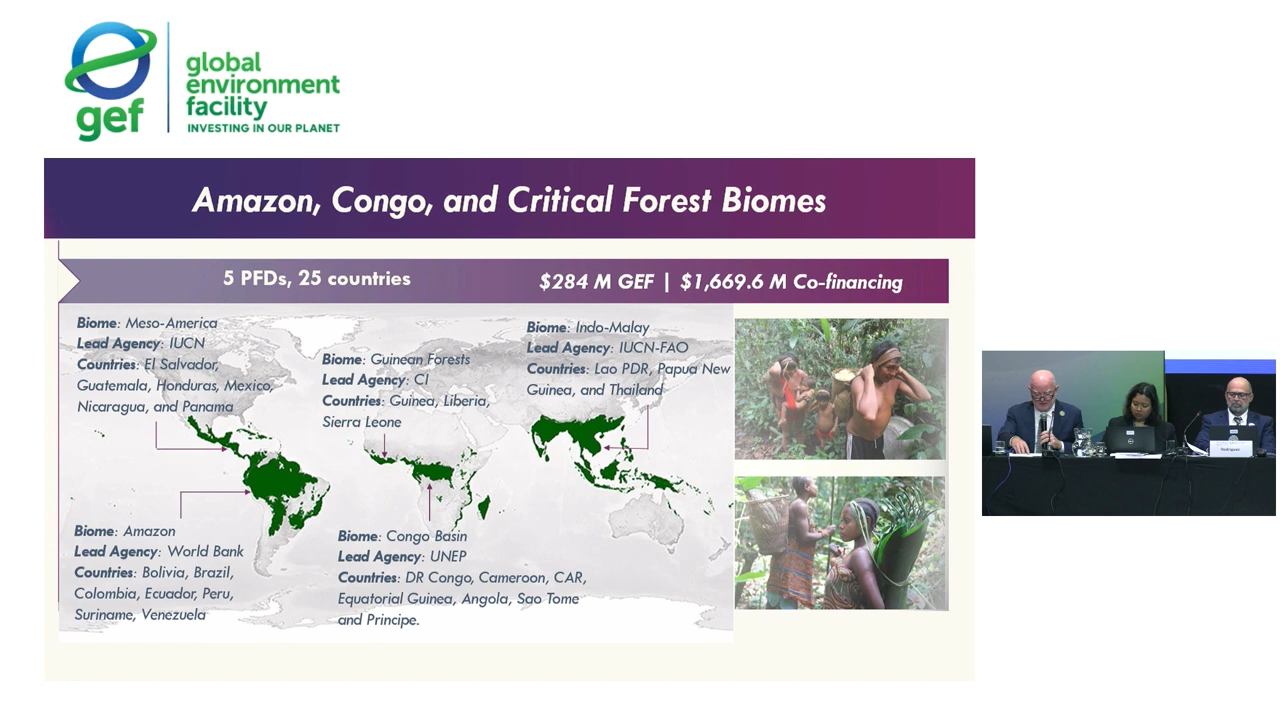 gef
global
environment
facility
INVESTING IN OUR PLANET
Amazon, Congo, and Critical Forest Biomes
5 PFDs, 25 countries
$284 M GEF | $1,669.6 M Co-financing
Biome: Meso-America
Lead Agency: IUCN
Countries: El Salvador,
Guatemala, Honduras, Mexico,
Nicaragua, and Panama
Biome: Guinean Forests
Lead Agency: CI
Countries: Guinea, Liberia,
Sierra Leone
Biome: Indo-Malay
Lead Agency: IUCN-FAO
Countries: Lao PDR, Papua New
Guinea, and Thailand
Biome: Amazon
Lead Agency: World Bank
Countries: Bolivia, Brazil,
Colombia, Ecuador, Peru,
Suriname, Venezuela
Biome: Congo Basin
Lead Agency: UNEP
Countries: DR Congo, Cameroon, CAR,
Equatorial Guinea, Angola, Sao Tome
and Principe.
Rodriguez